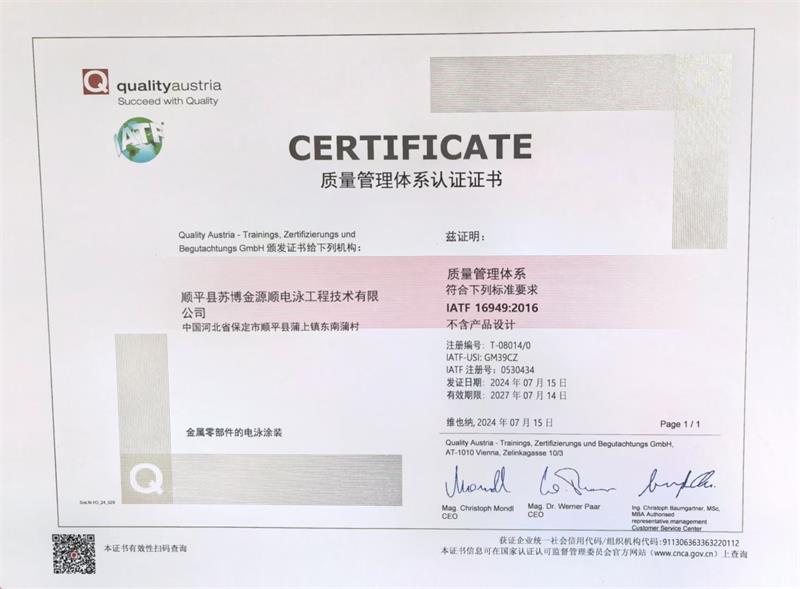 qualityaustria
Succeed with Quality
IATF
CERTIFICATE
质量管理体系认证证书
Quality Austria - Trainings, Zertifizierungs und
Begutachtungs GmbH 颁发证书给下列机构：
顺平县苏博金源顺电泳工程技术有限
公司
中国河北省保定市顺平县蒲上镇东南蒲村
金属零部件的电泳涂装
兹证明：
质量管理体系
符合下列标准要求
IATF 16949:2016
不含产品设计
注册编号：T-08014/0
IATF-USI: GM39CZ
IATF 注册号：0530434
发证日期：2024 年 07 月 15 日
有效期限：2027 年 07 月 14 日
维也纳, 2024 年 07 月 15 日
Page 1 / 1
Quality Austria - Trainings, Zertifizierungs und Begutachtungs GmbH,
AT-1010 Vienna, Zelinkagasse 10/3
Mag. Christoph Mondl
CEO
Mag. Dr. Werner Paar
CEO
Ing. Christoph Baumgartner, MSc,
MBA Authorised
representative.management
Customer Service Center
本证书有效性扫码查询
获证企业统一社会信用代码/组织机构代码:911306363363220112
本证书信息可在国家认证认可监督管理委员会官方网站（www.cnca.gov.cn）上查询